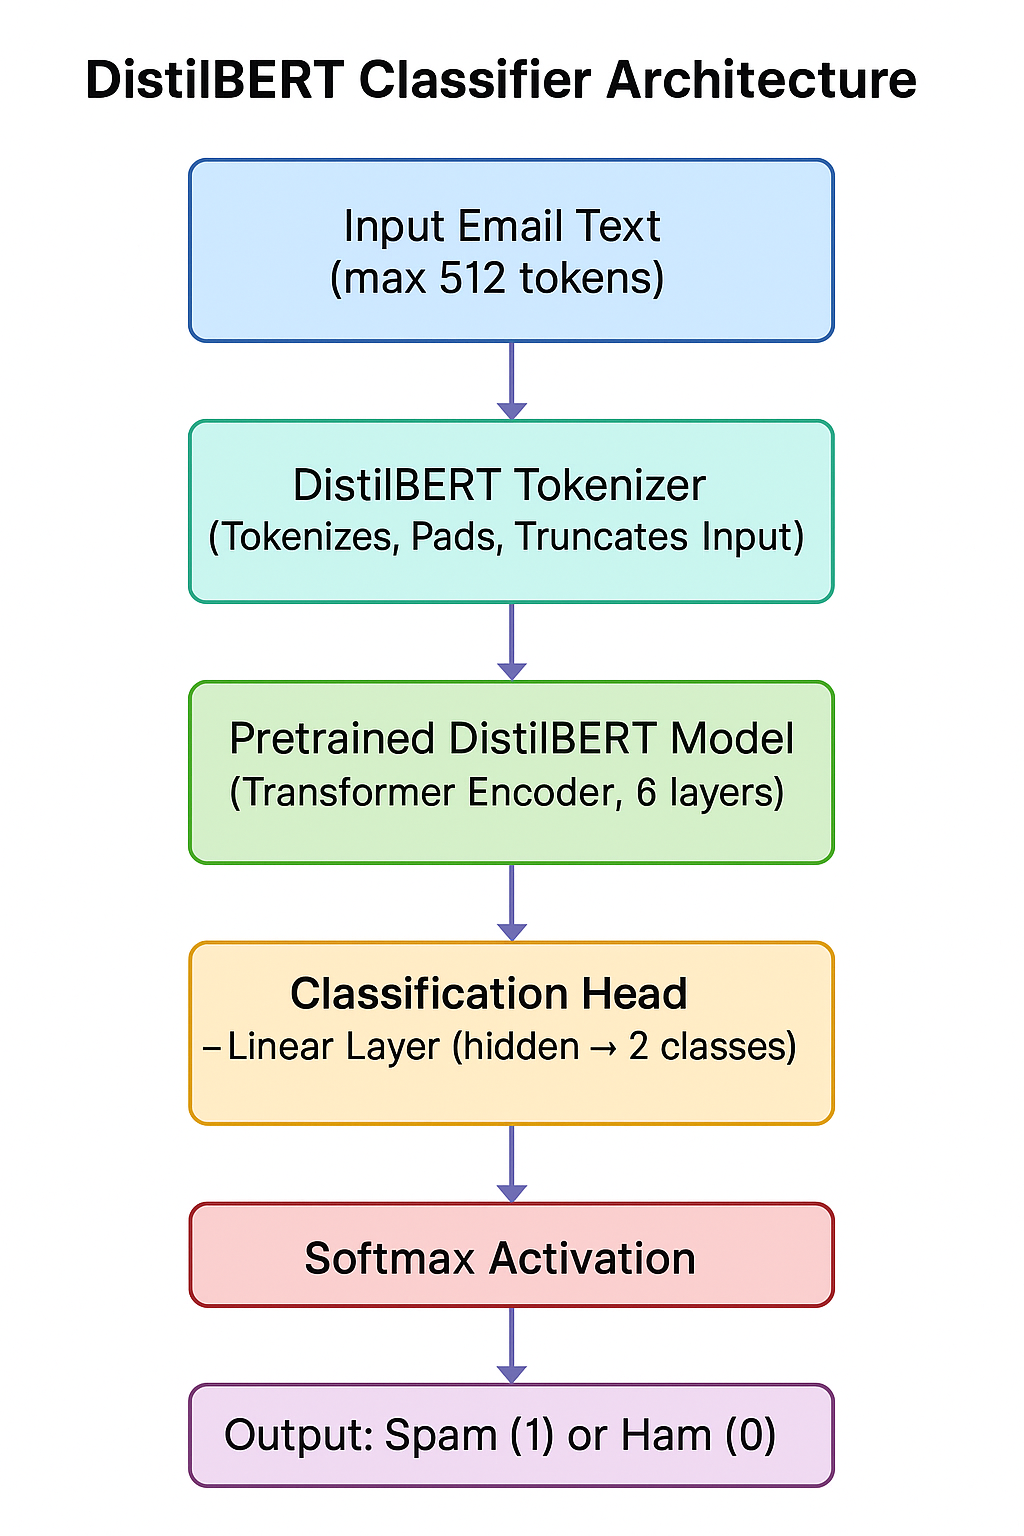 DistilBERT Classifier Architecture
Input Email Text
(max 512 tokens)
DistilBERT Tokenizer
(Tokenizes, Pads, Truncates Input)
Pretrained DistilBERT Model
(Transformer Encoder, 6 layers)
Classification Head
– Linear Layer (hidden → 2 classes)
Softmax Activation
Output: Spam (1) or Ham (0)